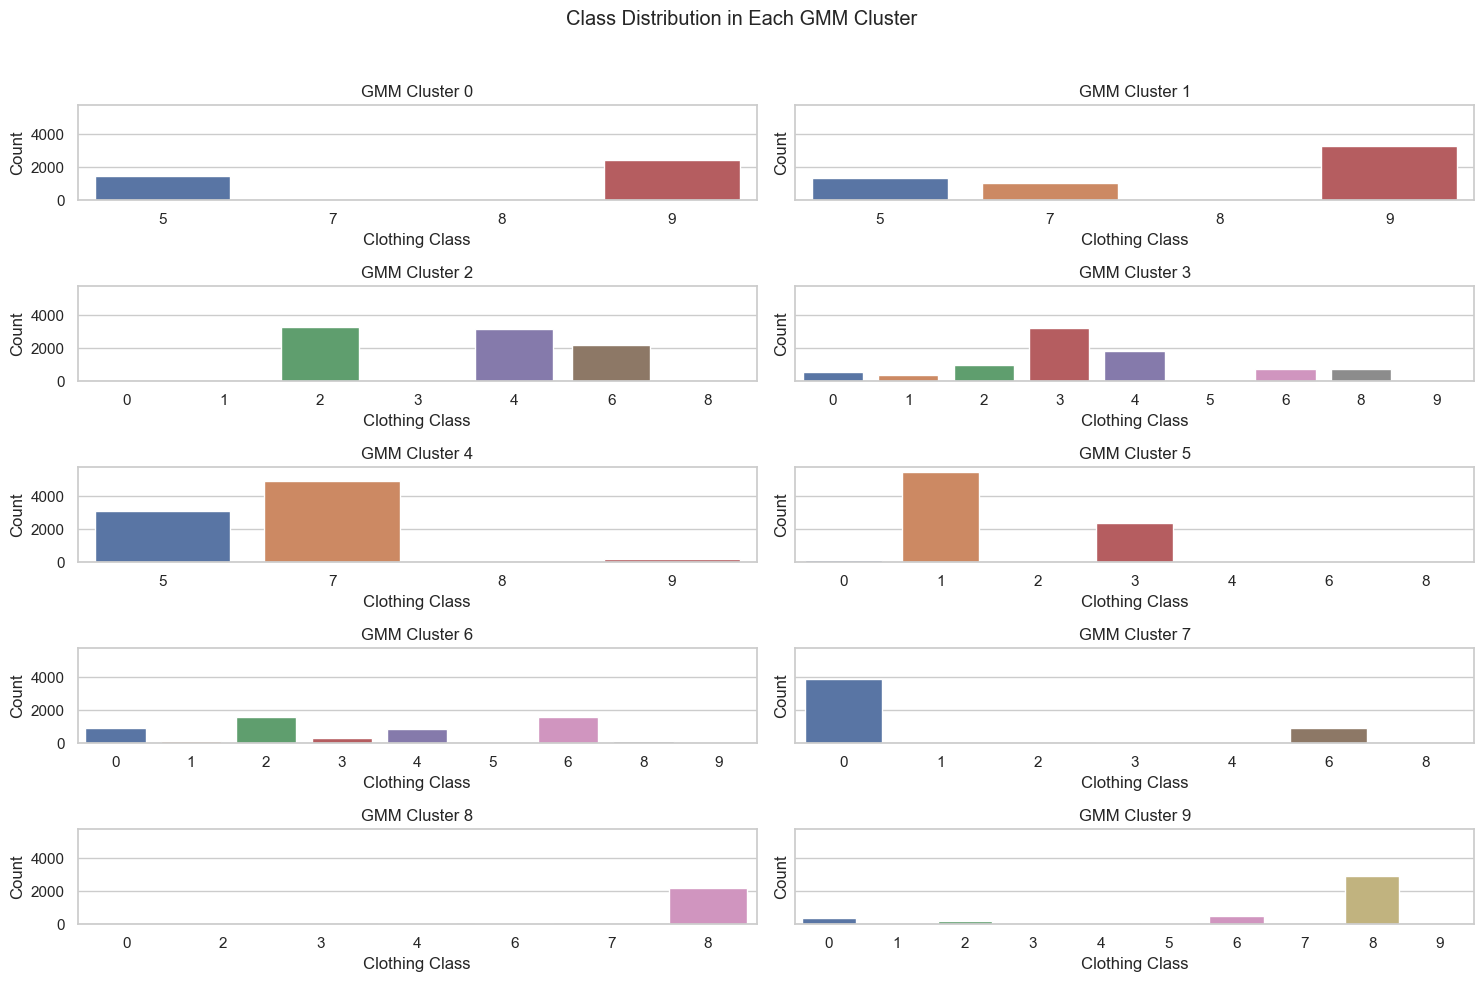 Class Distribution in Each GMM Cluster
GMM Cluster 0
Count
4000
2000
0
5 7 8 9
Clothing Class
GMM Cluster 1
Count
5 7 8 9
Clothing Class
GMM Cluster 2
Count
4000
2000
0
0 1 2 3 4 6 8
Clothing Class
GMM Cluster 3
Count
0 1 2 3 4 5 6 8 9
Clothing Class
GMM Cluster 4
Count
4000
2000
0
5 7 8 9
Clothing Class
GMM Cluster 5
Count
0 1 2 3 4 6 8
Clothing Class
GMM Cluster 6
Count
4000
2000
0
0 1 2 3 4 5 6 8 9
Clothing Class
GMM Cluster 7
Count
0 1 2 3 4 6 8
Clothing Class
GMM Cluster 8
Count
4000
2000
0
0 2 3 4 6 7 8
Clothing Class
GMM Cluster 9
Count
0 1 2 3 4 5 6 7 8 9
Clothing Class